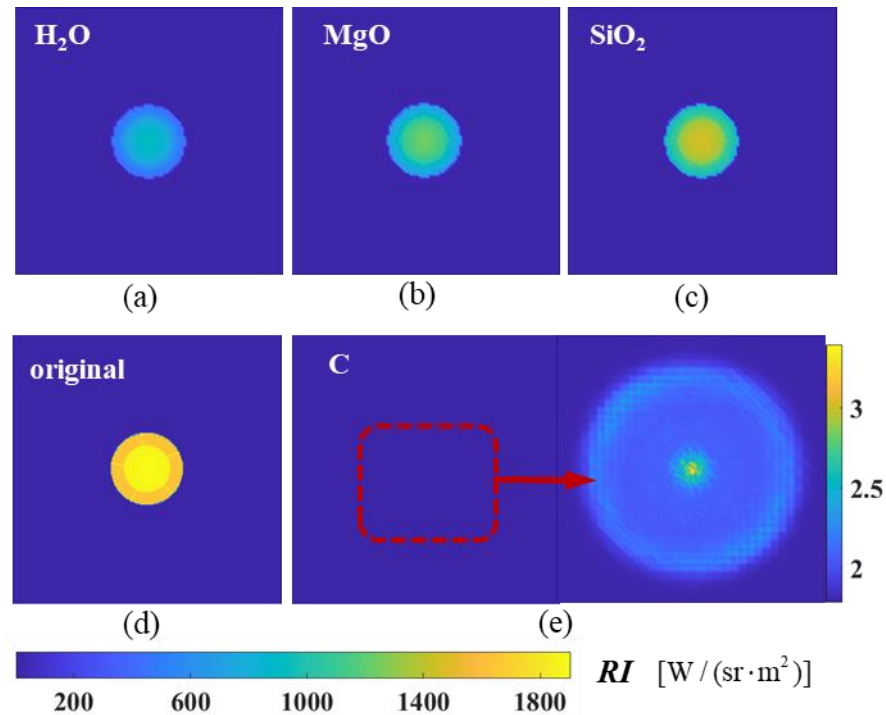 H₂O MgO SiO₂
(a) (b) (c)
original C
3
2.5
2
(d) (e)
RI [W / (sr·m²)]
200 600 1000 1400 1800